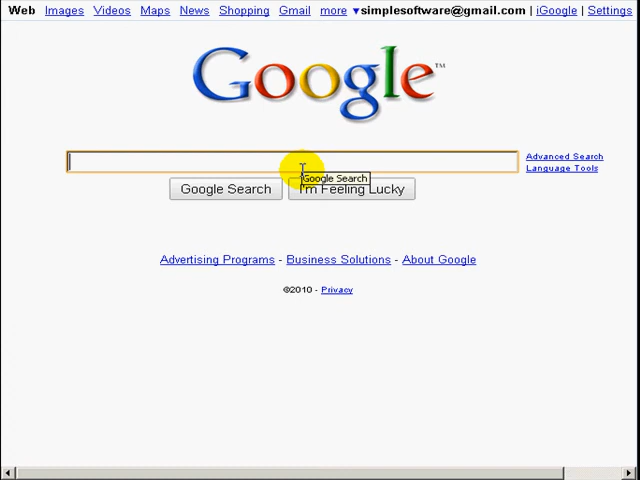 Web Images Videos Maps News Shopping Gmail more ▼simplesoftware@gmail.com | iGoogle | Settings
Google™
Advanced Search
Language Tools
Google Search
Google Search I'm Feeling Lucky
Advertising Programs - Business Solutions - About Google
©2010 - Privacy